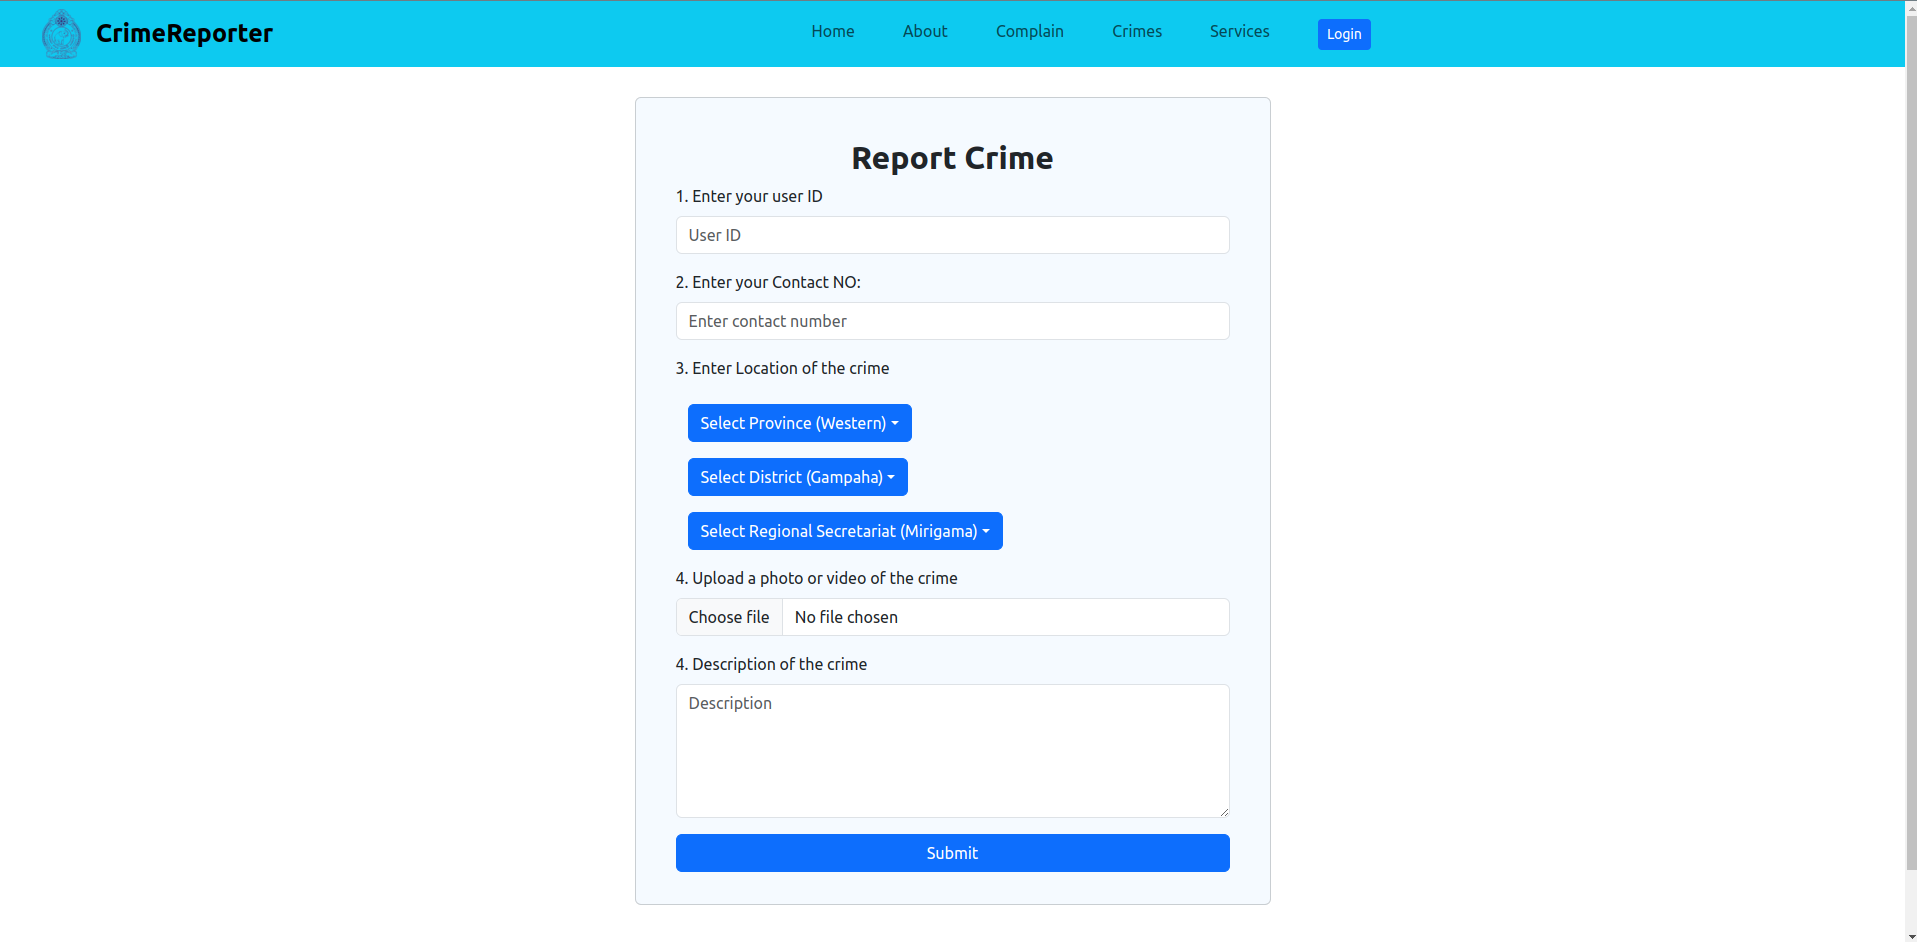 CrimeReporter
Home About Complain Crimes Services Login
Report Crime
1. Enter your user ID
User ID
2. Enter your Contact NO:
Enter contact number
3. Enter Location of the crime
Select Province (Western)
Select District (Gampaha)
Select Regional Secretariat (Mirigama)
4. Upload a photo or video of the crime
Choose file No file chosen
4. Description of the crime
Description
Submit